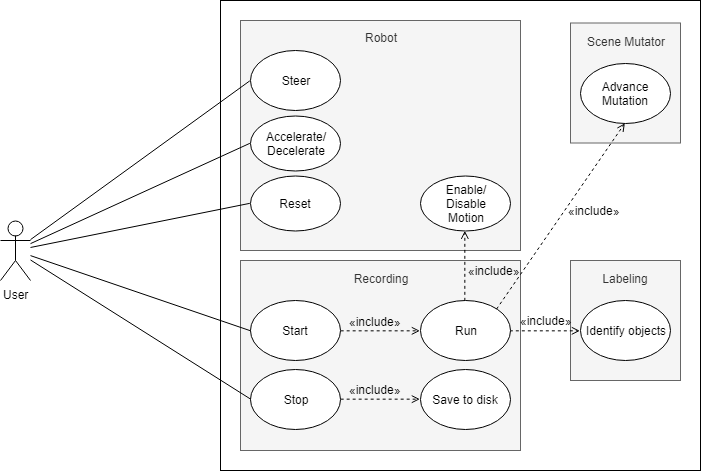 Robot
Scene Mutator
Steer
Advance
Mutation
Accelerate/
Decelerate
Enable/
Disable
Motion
Reset
«include»
User
«include»
Recording
Labeling
Start
«include»
Run
«include»
Identify objects
Stop
«include»
Save to disk